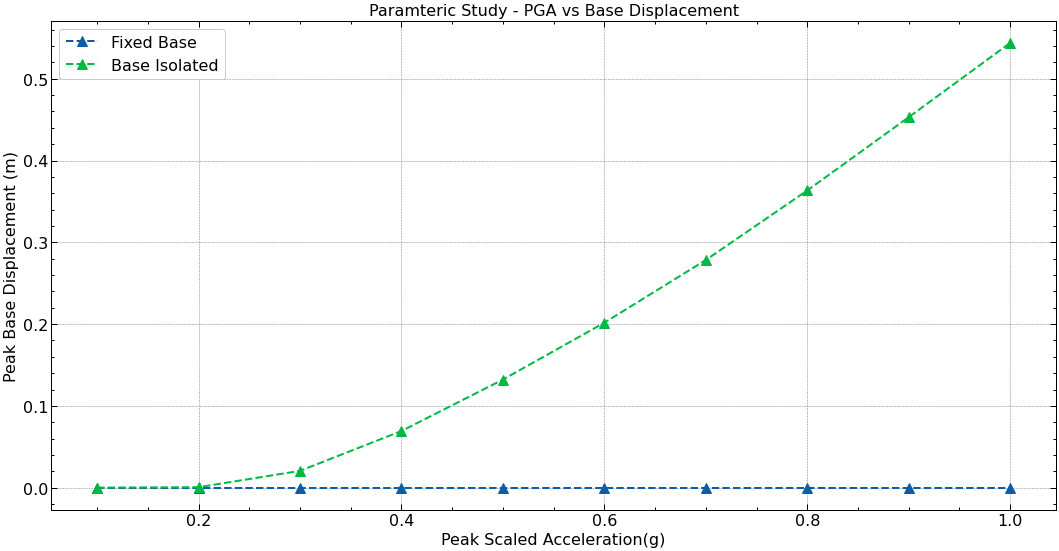 Paramteric Study - PGA vs Base Displacement
Fixed Base
Base Isolated
Peak Base Displacement (m)
0.5
0.4
0.3
0.2
0.1
0.0
0.2 0.4 0.6 0.8 1.0
Peak Scaled Acceleration(g)